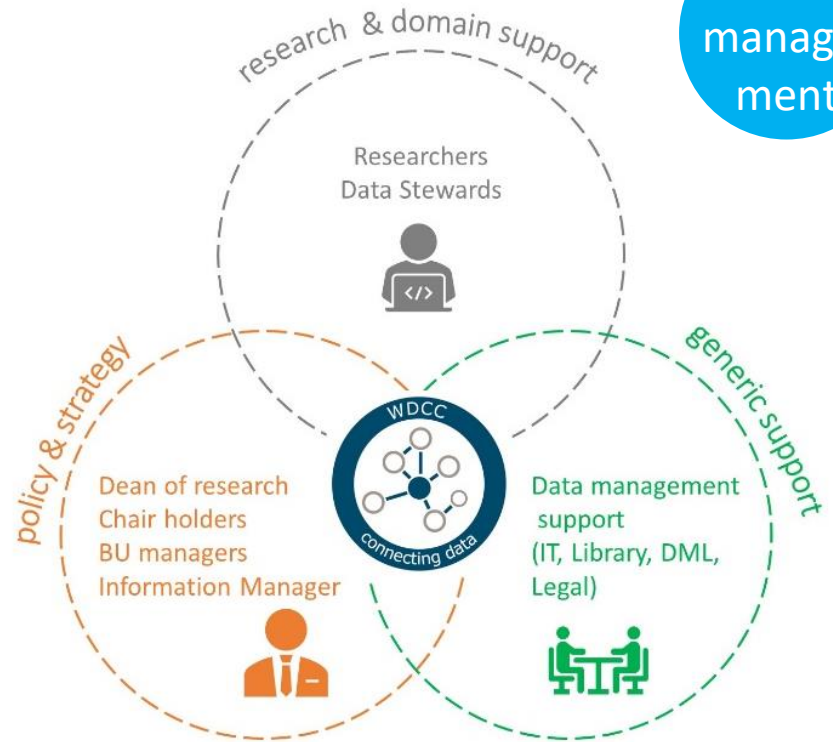 manag
ment
research & domain support
Researchers
Data Stewards
</>
policy & strategy
Dean of research
Chair holders
BU managers
Information Manager
WDCC
connecting data
generic support
Data management
support
(IT, Library, DML,
Legal)